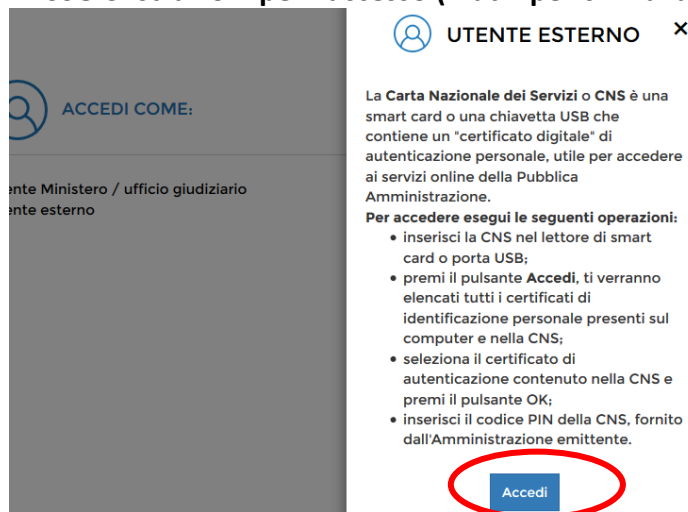 UTENTE ESTERNO
×
ACCEDI COME:
ente Ministero / ufficio giudiziario
ente esterno
La Carta Nazionale dei Servizi o CNS è una
smart card o una chiavetta USB che
contiene un "certificato digitale" di
autenticazione personale, utile per accedere
ai servizi online della Pubblica
Amministrazione.
Per accedere esegui le seguenti operazioni:
• inserisci la CNS nel lettore di smart
card o porta USB;
• premi il pulsante Accedi, ti verranno
elencati tutti i certificati di
identificazione personale presenti sul
computer e nella CNS;
• seleziona il certificato di
autenticazione contenuto nella CNS e
premi il pulsante OK;
• inserisci il codice PIN della CNS, fornito
dall'Amministrazione emittente.
Accedi